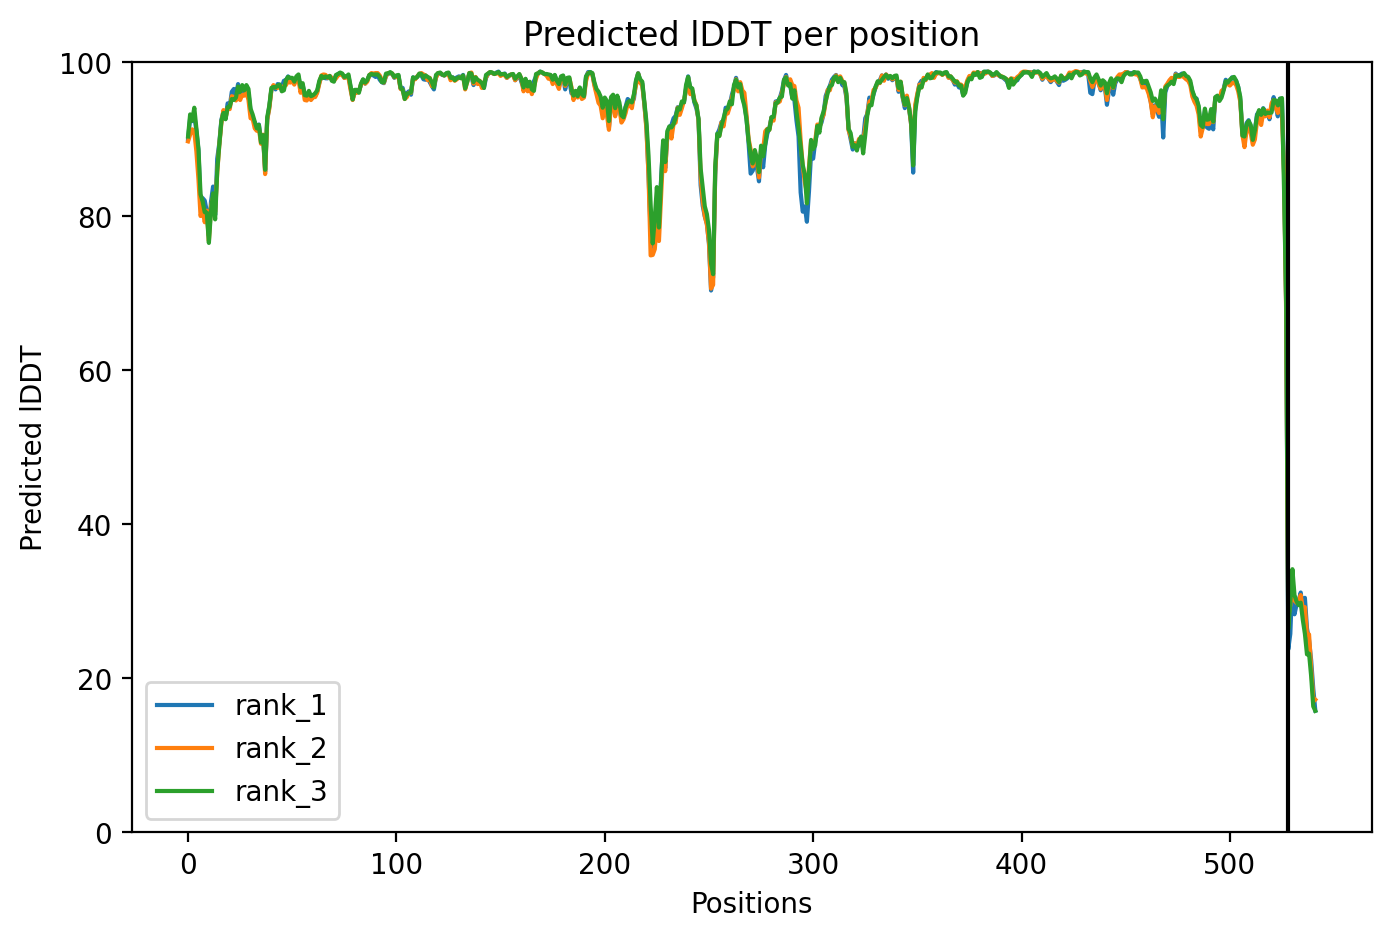 Predicted lDDT per position
100
80
60
40
20
0
Predicted lDDT
rank_1
rank_2
rank_3
0 100 200 300 400 500
Positions